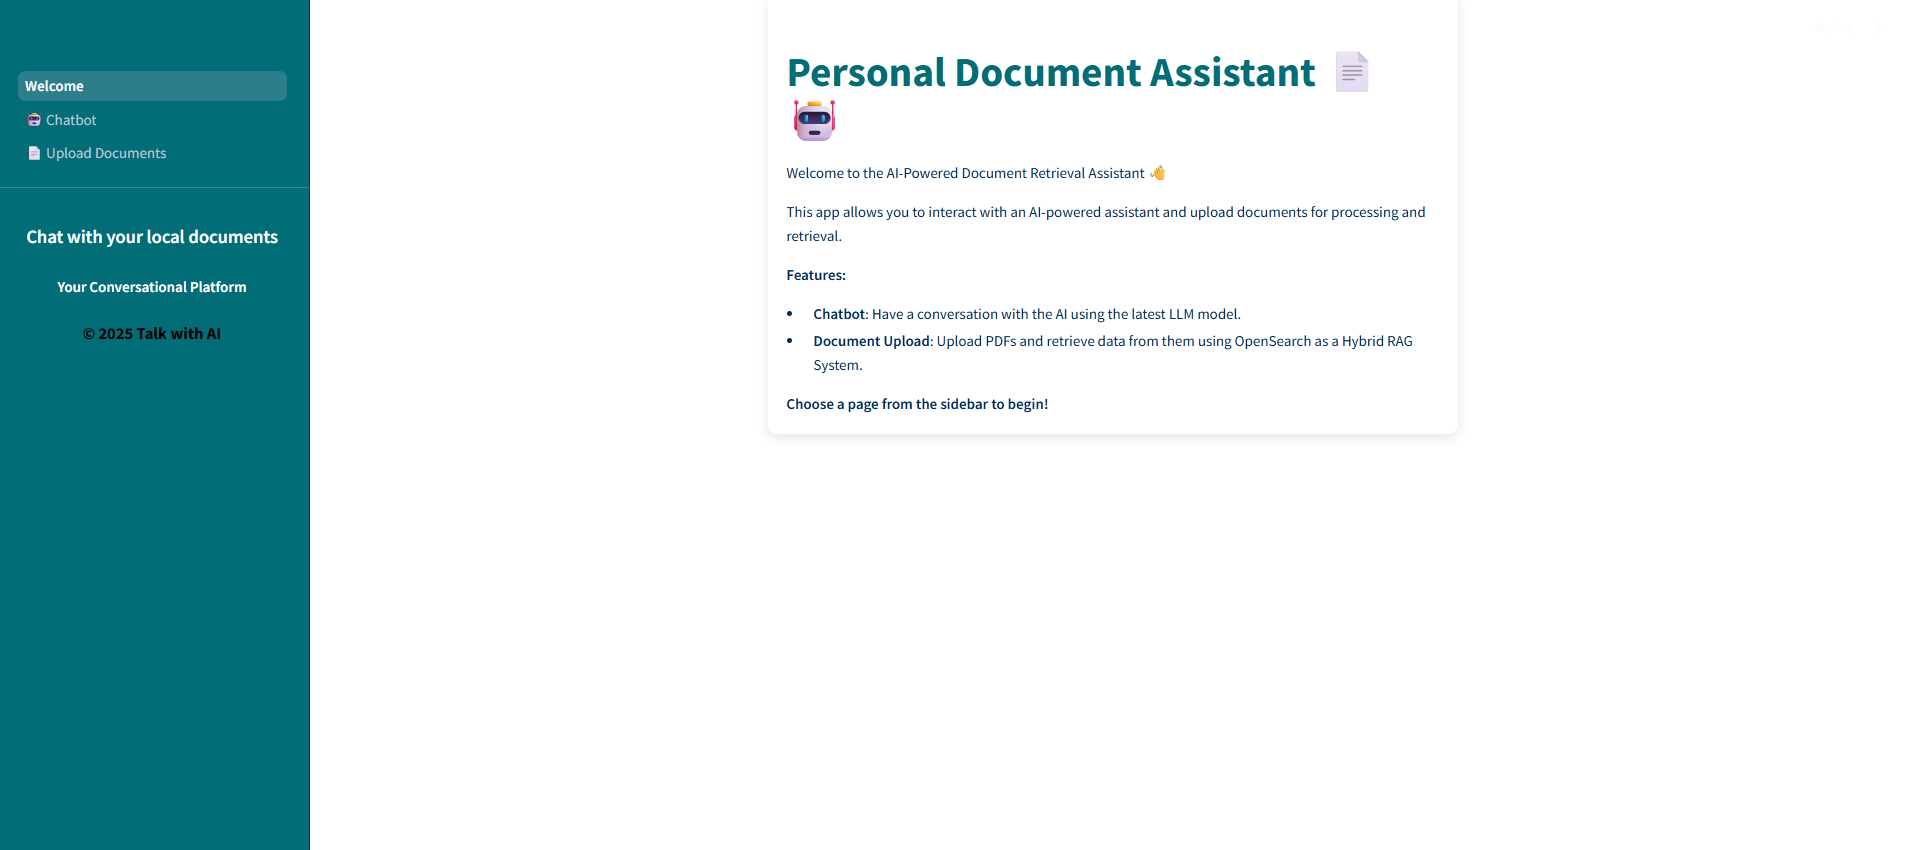 Welcome
Chatbot
Upload Documents
Chat with your local documents
Your Conversational Platform
© 2025 Talk with AI
Personal Document Assistant
Welcome to the AI-Powered Document Retrieval Assistant 👋
This app allows you to interact with an AI-powered assistant and upload documents for processing and
retrieval.
Features:
• Chatbot: Have a conversation with the AI using the latest LLM model.
• Document Upload: Upload PDFs and retrieve data from them using OpenSearch as a Hybrid RAG
System.
Choose a page from the sidebar to begin!